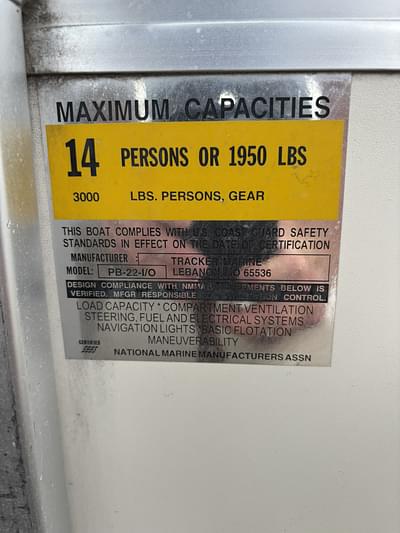 MAXIMUM CAPACITIES
14 PERSONS OR 1950 LBS
3000 LBS. PERSONS, GEAR
THIS BOAT COMPLIES WITH U.S. COAST GUARD SAFETY
STANDARDS IN EFFECT ON THE DATE OF CERTIFICATION
MANUFACTURER : TRACKER MARINE
MODEL: PB-22-I/O LEBANON, MO 65536
DESIGN COMPLIANCE WITH NMMA REQUIREMENTS BELOW IS
VERIFIED. MFGR RESPONSIBLE FOR PRODUCTION CONTROL.
LOAD CAPACITY * COMPARTMENT VENTILATION
STEERING, FUEL AND ELECTRICAL SYSTEMS
NAVIGATION LIGHTS *BASIC FLOTATION
MANEUVERABILITY
CERTIFIED
NATIONAL MARINE MANUFACTURERS ASSN